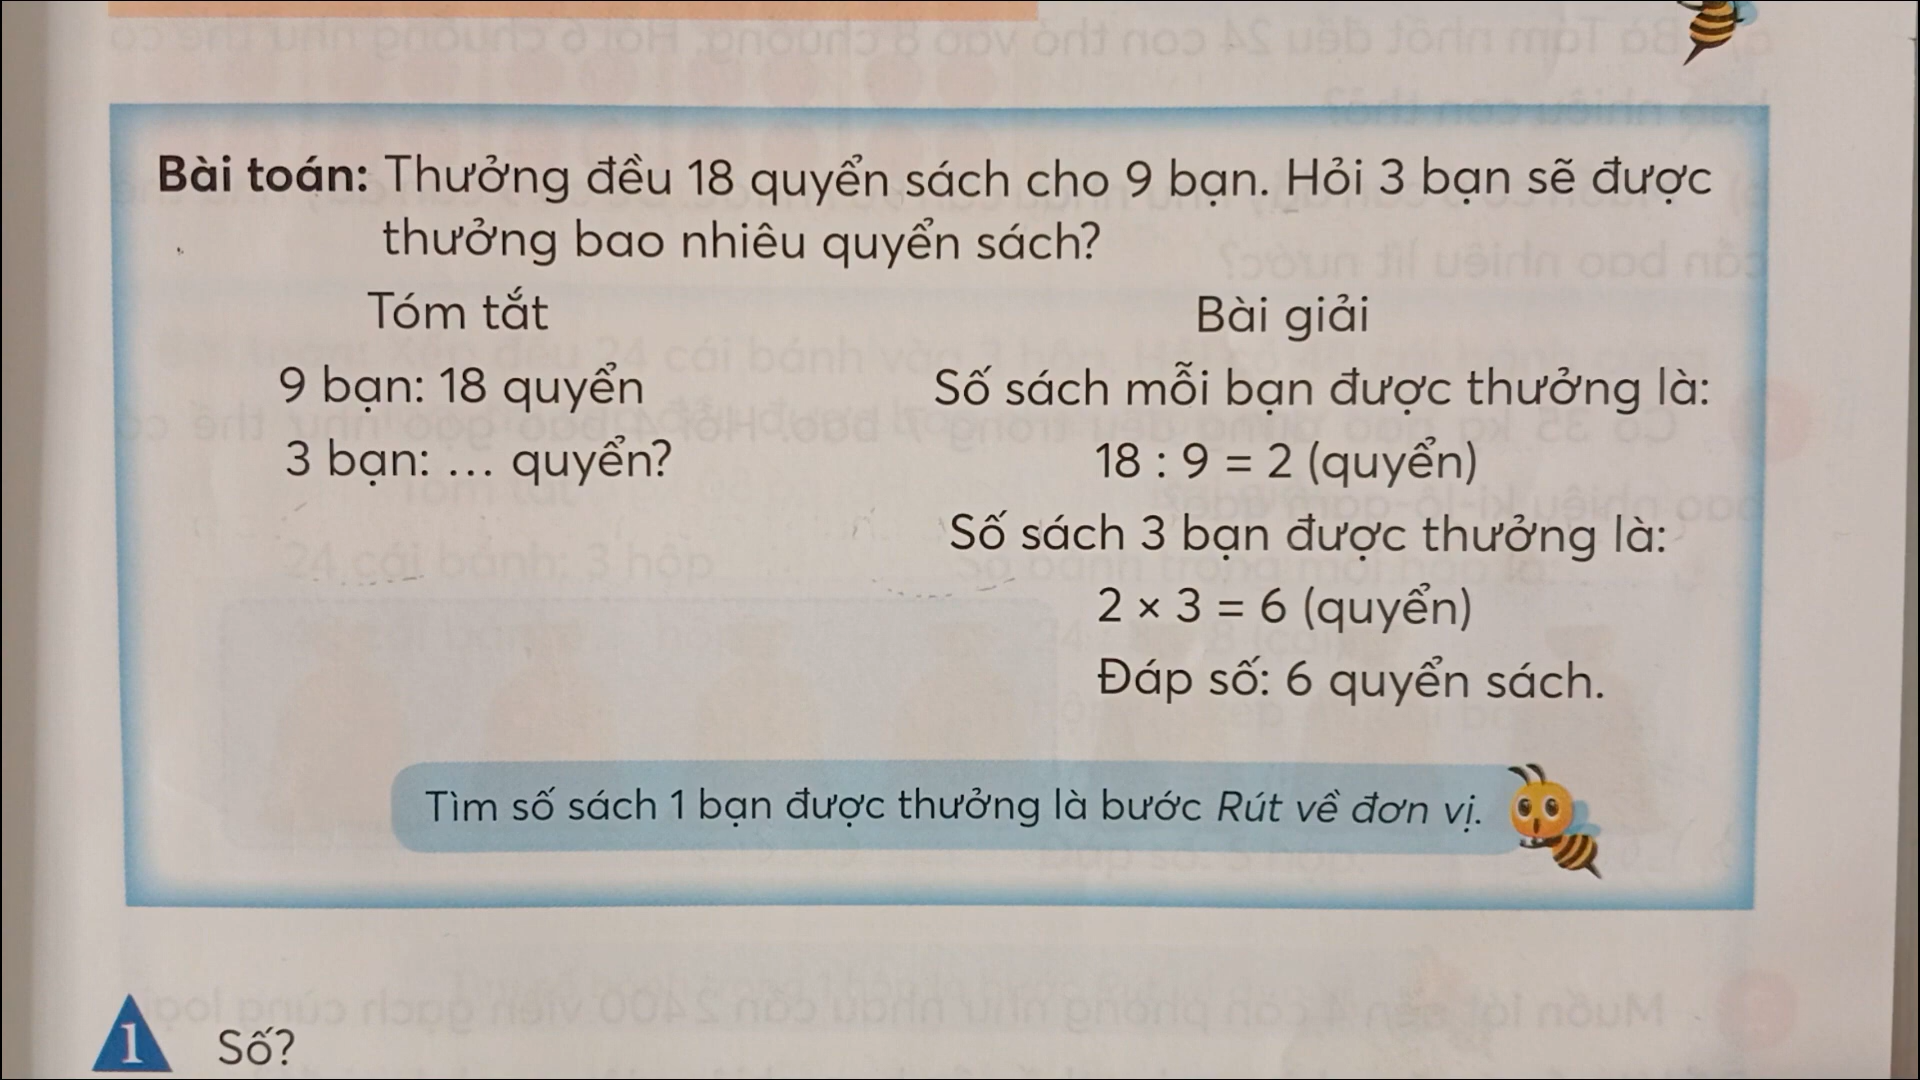 Bài toán: Thưởng đều 18 quyển sách cho 9 bạn. Hỏi 3 bạn sẽ được
thưởng bao nhiêu quyển sách?
Tóm tắt
9 bạn: 18 quyển
3 bạn: ... quyển?
Bài giải
Số sách mỗi bạn được thưởng là:
18 : 9 = 2 (quyển)
Số sách 3 bạn được thưởng là:
2 × 3 = 6 (quyển)
Đáp số: 6 quyển sách.
Tìm số sách 1 bạn được thưởng là bước Rút về đơn vị.
1 Số?